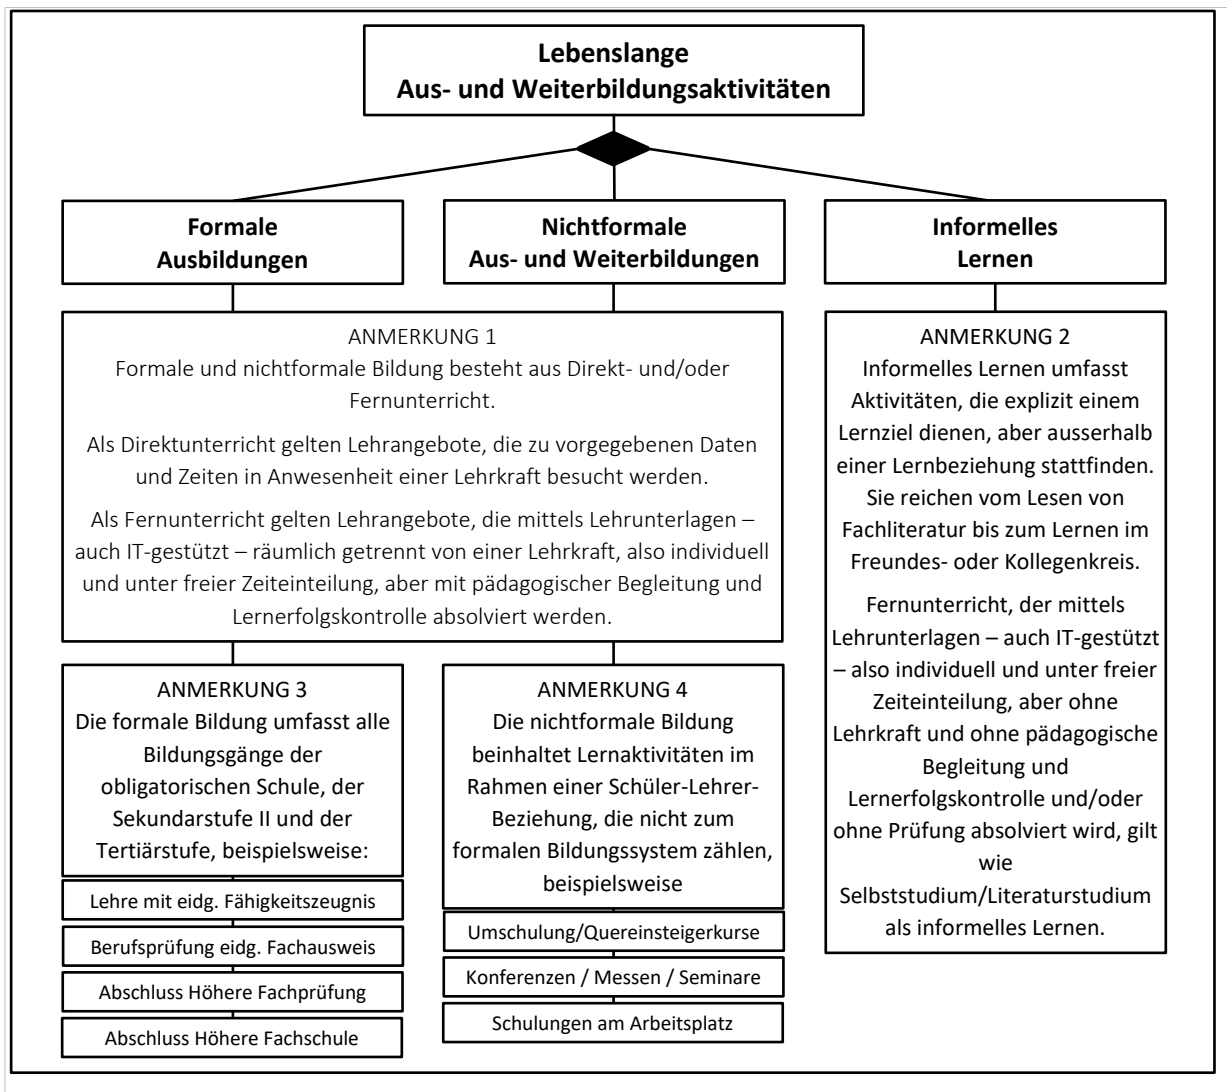 Lebenslange
Aus- und Weiterbildungsaktivitäten
Formale
Ausbildungen
Nichtformale
Aus- und Weiterbildungen
Informelles
Lernen
ANMERKUNG 1
Formale und nichtformale Bildung besteht aus Direkt- und/oder
Fernunterricht.
Als Direktunterricht gelten Lehrangebote, die zu vorgegebenen Daten
und Zeiten in Anwesenheit einer Lehrkraft besucht werden.
Als Fernunterricht gelten Lehrangebote, die mittels Lehrunterlagen –
auch IT-gestützt – räumlich getrennt von einer Lehrkraft, also individuell
und unter freier Zeiteinteilung, aber mit pädagogischer Begleitung und
Lernerfolgskontrolle absolviert werden.
ANMERKUNG 2
Informelles Lernen umfasst
Aktivitäten, die explizit einem
Lernziel dienen, aber ausserhalb
einer Lernbeziehung stattfinden.
Sie reichen vom Lesen von
Fachliteratur bis zum Lernen im
Freundes- oder Kollegenkreis.
Fernunterricht, der mittels
Lehrunterlagen – auch IT-gestützt
– also individuell und unter freier
Zeiteinteilung, aber ohne
Lehrkraft und ohne pädagogische
Begleitung und
Lernerfolgskontrolle und/oder
ohne Prüfung absolviert wird, gilt
wie
Selbststudium/Literaturstudium
als informelles Lernen.
ANMERKUNG 3
Die formale Bildung umfasst alle
Bildungsgänge der
obligatorischen Schule, der
Sekundarstufe II und der
Tertiärstufe, beispielsweise:
Lehre mit eidg. Fähigkeitszeugnis
Berufsprüfung eidg. Fachausweis
Abschluss Höhere Fachprüfung
Abschluss Höhere Fachschule
ANMERKUNG 4
Die nichtformale Bildung
beinhaltet Lernaktivitäten im
Rahmen einer Schüler-Lehrer-
Beziehung, die nicht zum
formalen Bildungssystem zählen,
beispielsweise
Umschulung/Quereinsteigerkurse
Konferenzen / Messen / Seminare
Schulungen am Arbeitsplatz